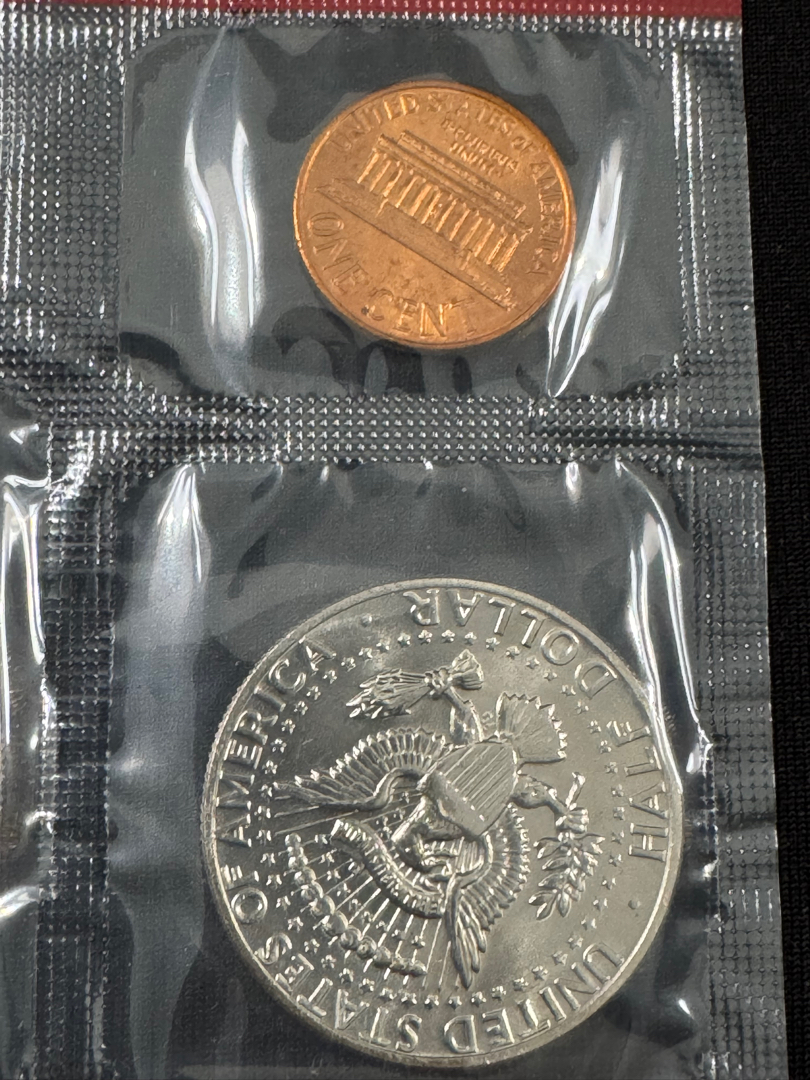 UNITED STATES OF AMERICA
E·PLURIBUS
UNUM
ONE CENT
UNITED STATES OF AMERICA
HALF DOLLAR